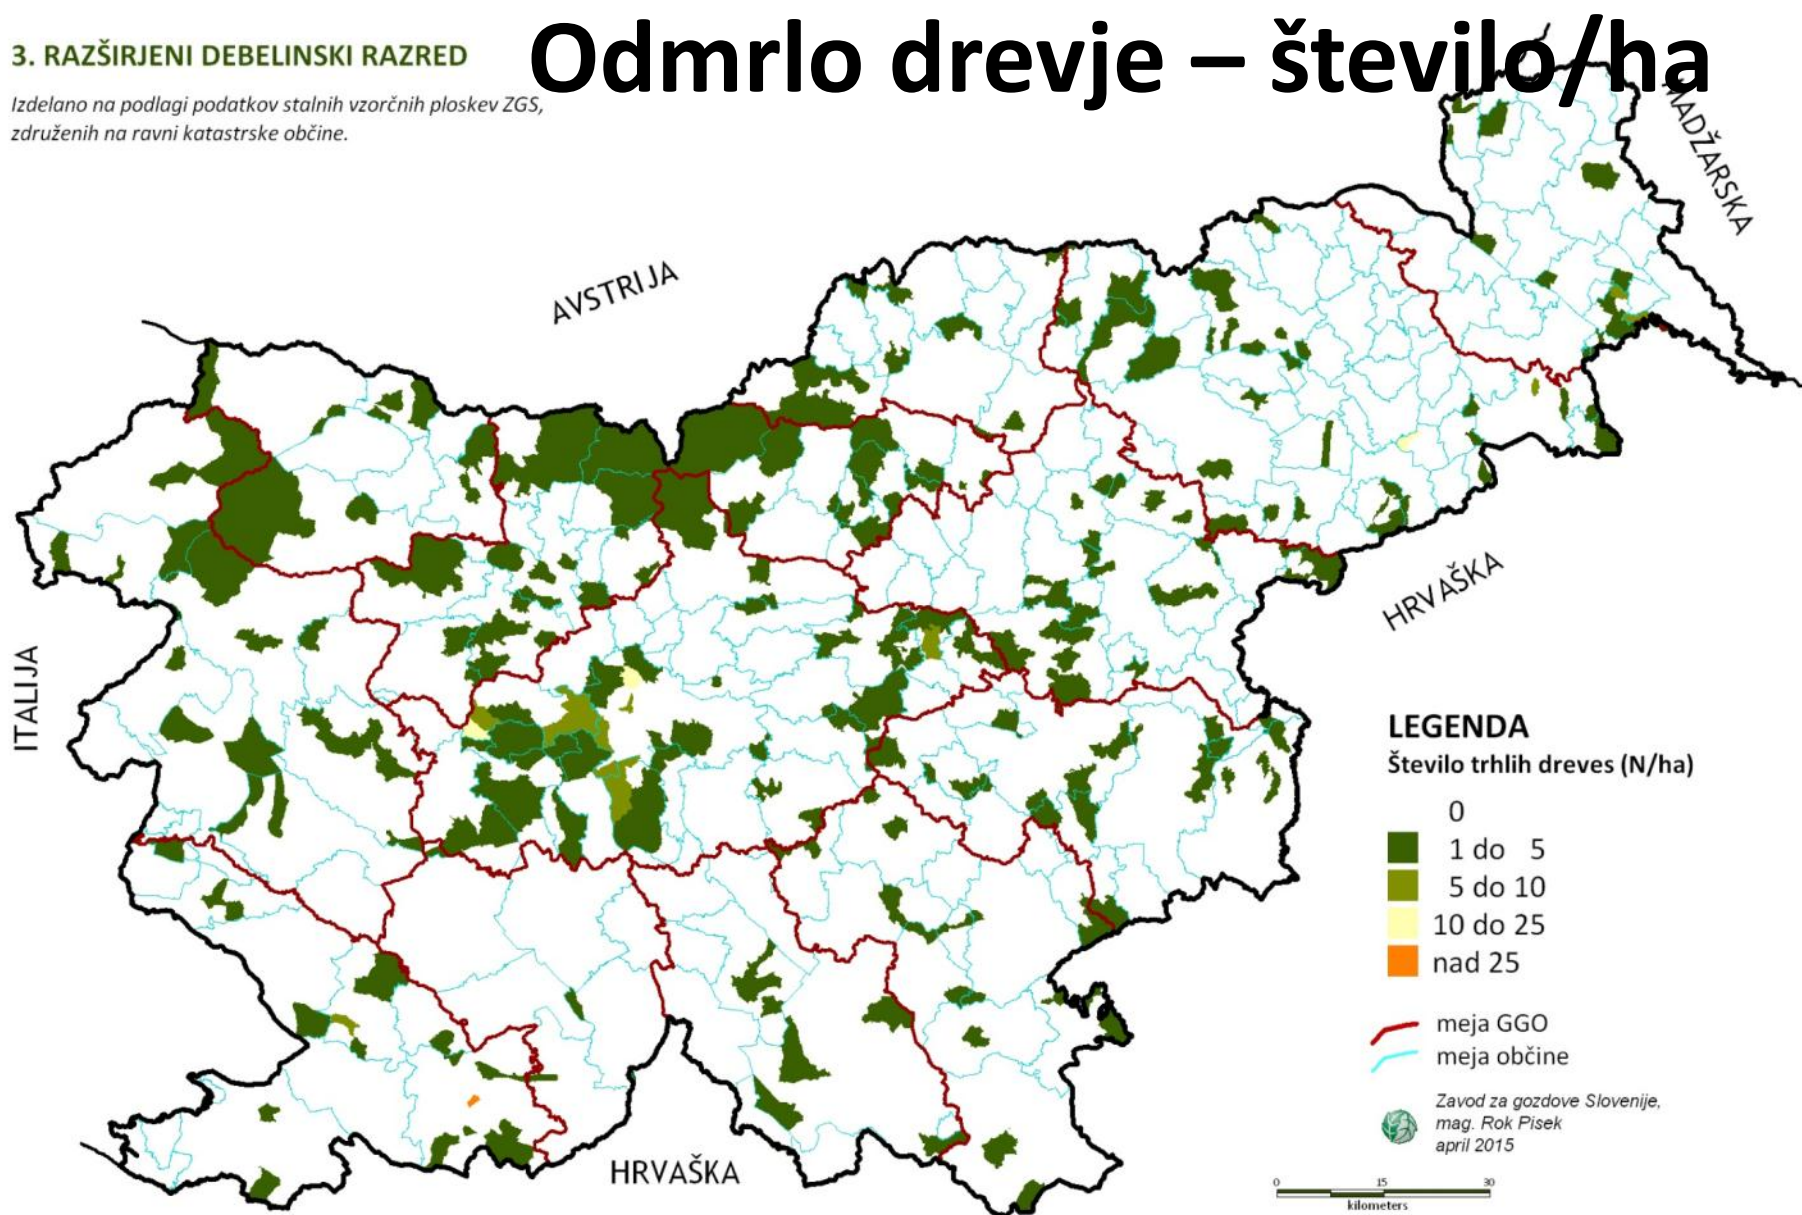 Odmrlo drevje – število/ha
3. RAZŠIRJENI DEBELINSKI RAZRED
Izdelano na podlagi podatkov stalnih vzorčnih ploskev ZGS,
združenih na ravni katastrske občine.
MADŽARSKA
AVSTRIJA
HRVAŠKA
ITALIJA
HRVAŠKA
LEGENDA
Število trhlih dreves (N/ha)
0
1 do 5
5 do 10
10 do 25
nad 25
meja GGO
meja občine
Zavod za gozdove Slovenije,
mag. Rok Pisek
april 2015
0 15 30
kilometers